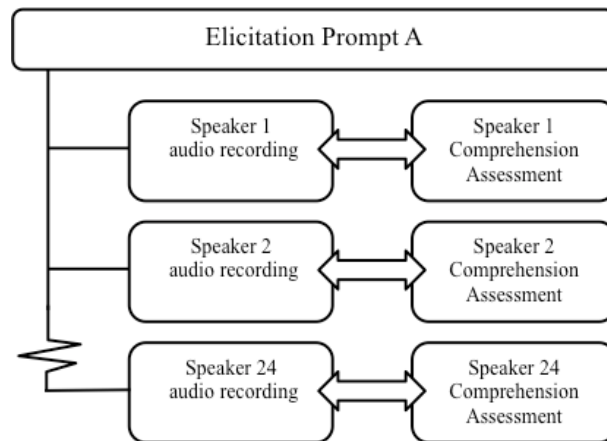 Elicitation Prompt A
Speaker 1
audio recording
Speaker 1
Comprehension
Assessment
Speaker 2
audio recording
Speaker 2
Comprehension
Assessment
Speaker 24
audio recording
Speaker 24
Comprehension
Assessment